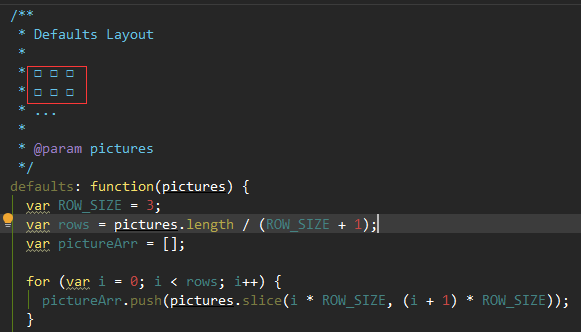 /**
 * Defaults Layout
 *
 * □ □ □
 * □ □ □
 * ...
 *
 * @param pictures
 */
defaults: function(pictures) {
  var ROW_SIZE = 3;
  var rows = pictures.length / (ROW_SIZE + 1);
  var pictureArr = [];

  for (var i = 0; i < rows; i++) {
    pictureArr.push(pictures.slice(i * ROW_SIZE, (i + 1) * ROW_SIZE));
  }